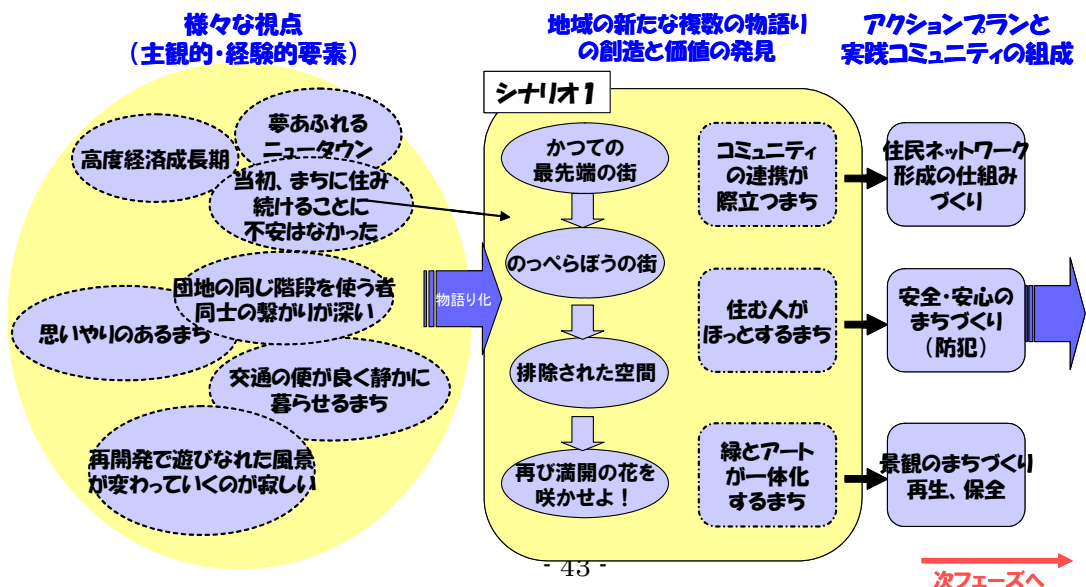 様々な視点
（主観的・経験的要素）
地域の新たな複数の物語り
の創造と価値の発見
アクションプランと
実践コミュニティの組成
高度経済成長期
夢あふれる
ニュータウン
当初、まちに住み
続けることに
不安はなかった
団地の同じ階段を使う者
同士の繋がりが深い
思いやりのあるまち
交通の便が良く静かに
暮らせるまち
再開発で遊びなれた風景
が変わっていくのが寂しい
物語り化
シナリオ1
かつての
最先端の街
のっぺらぼうの街
排除された空間
再び満開の花を
咲かせよ！
コミュニティ
の連携が
際立つまち
住む人が
ほっとするまち
緑とアート
が一体化
するまち
住民ネットワーク
形成の仕組み
づくり
安全・安心の
まちづくり
（防犯）
景観のまちづくり
再生、保全
- 43 -
次フェーズへ